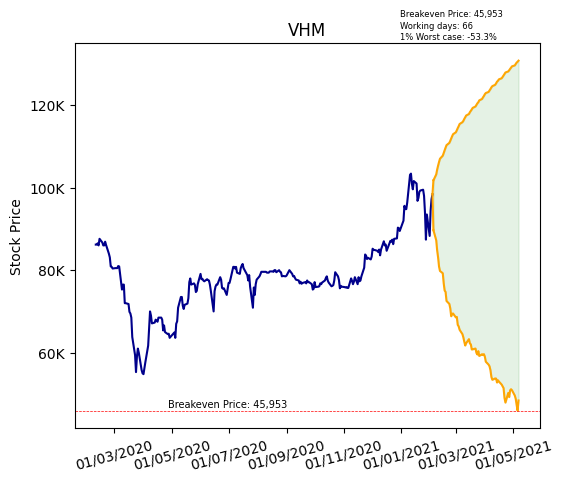 Breakeven Price: 45,953
Working days: 66
1% Worst case: -53.3%
VHM
Stock Price
120K
100K
80K
60K
Breakeven Price: 45,953
01/03/2020
01/05/2020
01/07/2020
01/09/2020
01/11/2020
01/01/2021
01/03/2021
01/05/2021